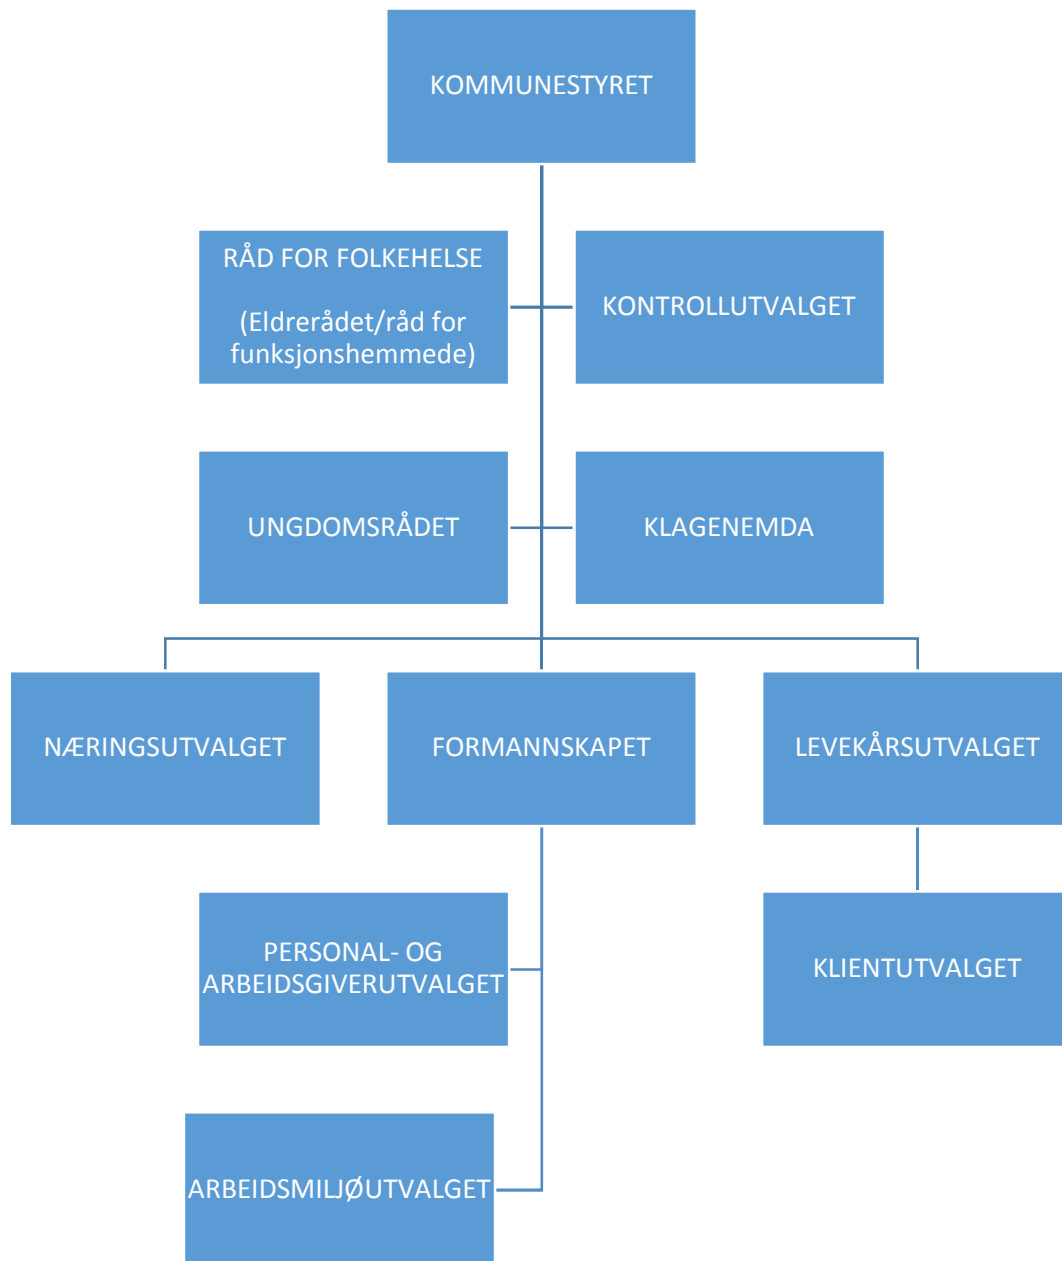 KOMMUNESTYRET
RÅD FOR FOLKEHELSE
(Eldrerådet/råd for
funksjonshemmede)
KONTROLLUTVALGET
UNGDOMSRÅDET
KLAGENEMDA
NÆRINGSUTVALGET
FORMANNSKAPET
LEVEKÅRSUTVALGET
PERSONAL- OG
ARBEIDSGIVERUTVALGET
KLIENTUTVALGET
ARBEIDSMILJØUTVALGET